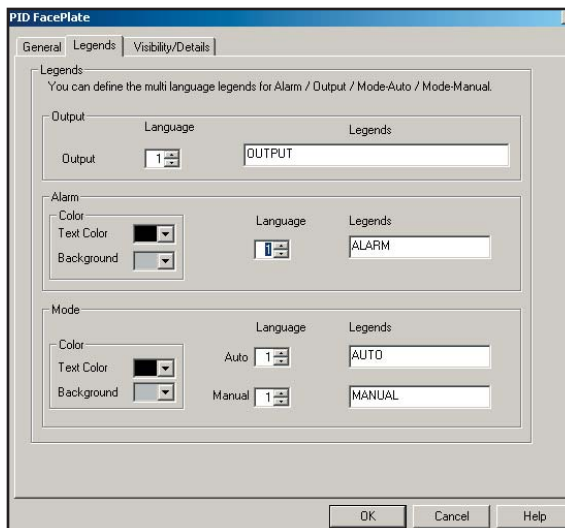 PID FacePlate
General Legends Visibility/Details
Legends
You can define the multi language legends for Alarm / Output / Mode-Auto / Mode-Manual.
Output
Language Legends
Output 1 OUTPUT
Alarm
Color
Language Legends
Text Color
1 ALARM
Background
Mode
Language Legends
Color
Auto 1 AUTO
Text Color
Background
Manual 1 MANUAL
OK Cancel Help